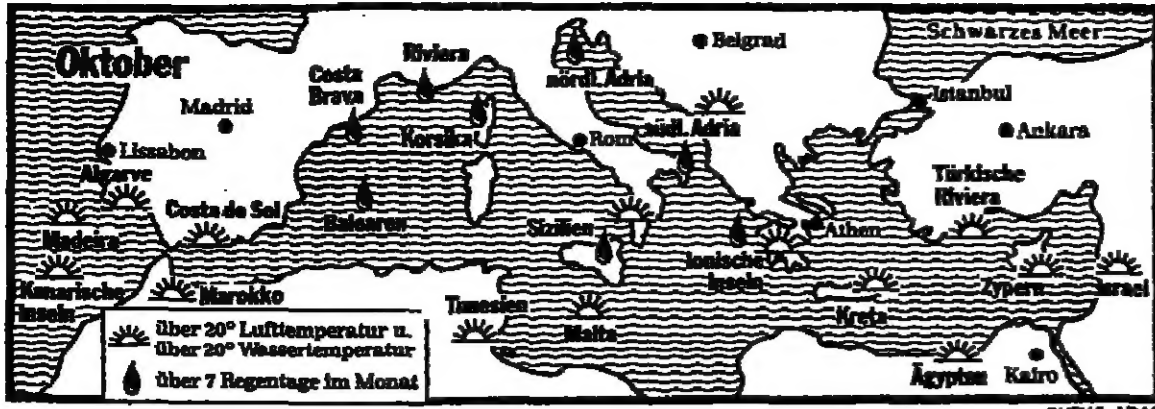 Oktober
Riviera
Costa
Brava
Madrid
Lissabon
Algarve
Costa de Sol
Madeira
Kanarische
Inseln
Marokko
Korsika
Balearen
nördl. Adria
Belgrad
Schwarzes Meer
südl. Adria
Rom
Istanbul
Ankara
Türkische
Riviera
Sizilien
Ionische
Inseln
Athen
Zypern
Israel
Kreta
Tunesien
Malta
Ägypten
Kairo
über 20° Lufttemperatur u.
über 20° Wassertemperatur
über 7 Regentage im Monat